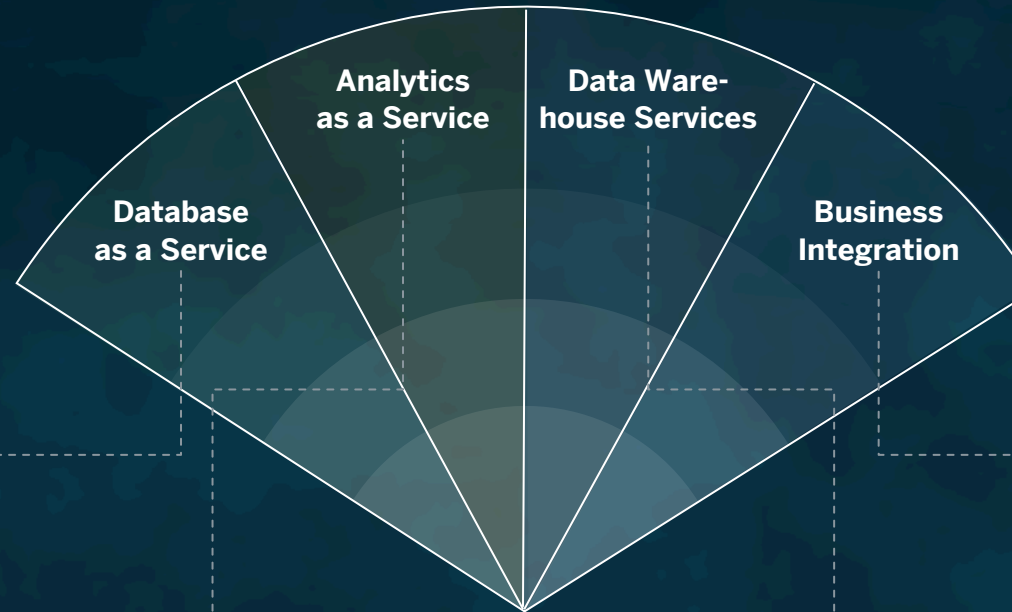 Analytics
as a Service
Data Ware-
house Services
Database
as a Service
Business
Integration